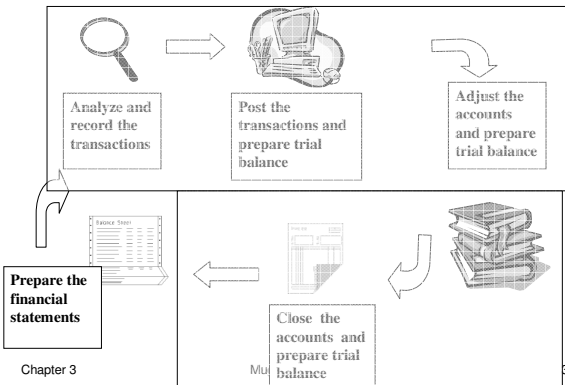 Analyze and
record the
transactions
Post the
transactions and
prepare trial
balance
Adjust the
accounts
and prepare
trial balance
Balance Sheet
Prepare the
financial
statements
Close the
accounts and
prepare trial
balance
Chapter 3